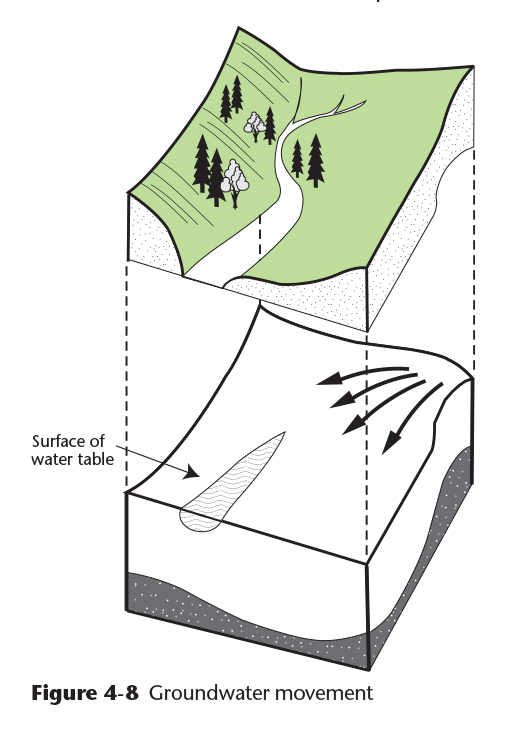 Surface of
water table
Figure 4-8 Groundwater movement